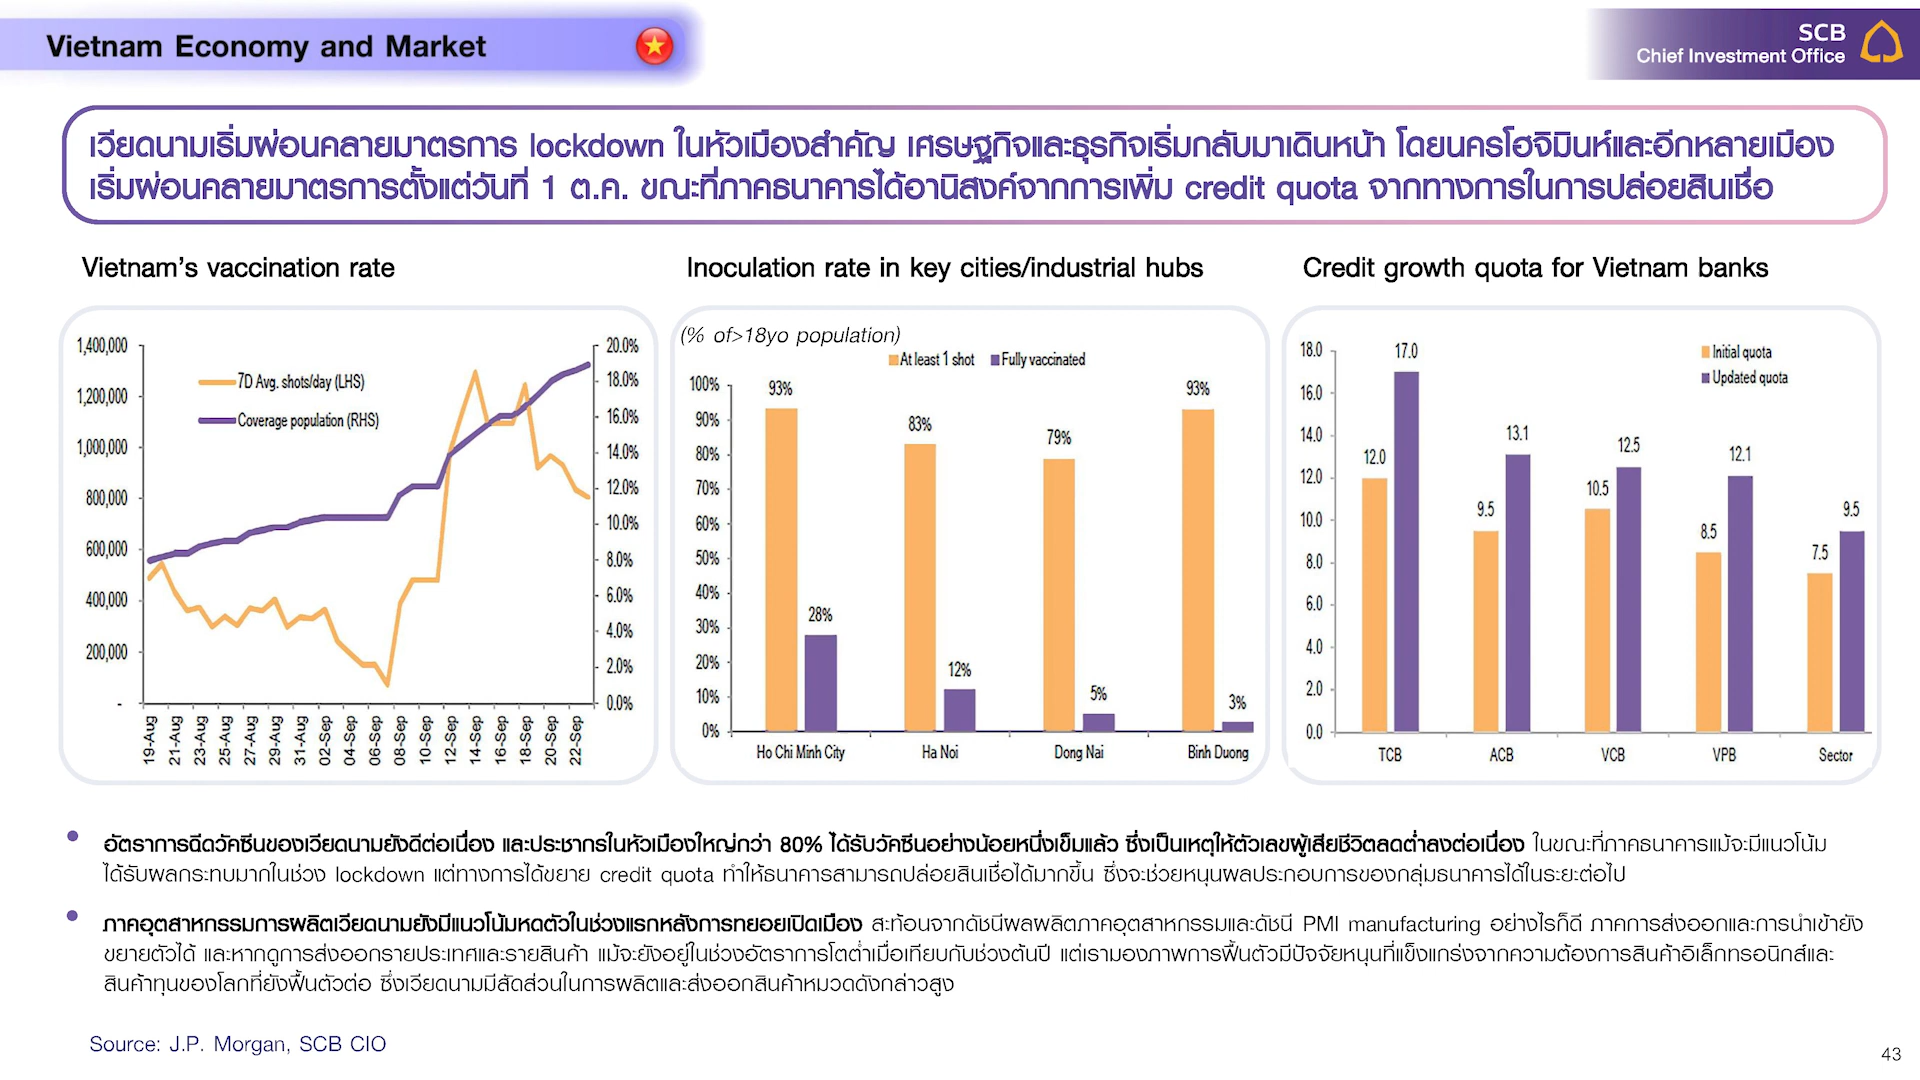 Vietnam Economy and Market
SCB
Chief Investment Office
เวียดนามเริ่มผ่อนคลายมาตรการ lockdown ในหัวเมืองสำคัญ เศรษฐกิจและธุรกิจเริ่มกลับมาเดินหน้า โดยนครโฮจิมินห์และอีกหลายเมือง
เริ่มผ่อนคลายมาตรการตั้งแต่วันที่ 1 ต.ค. ขณะที่ภาคธนาคารได้อานิสงค์จากการเพิ่ม credit quota จากทางการในการปล่อยสินเชื่อ
Vietnam's vaccination rate
1,400,000
1,200,000
1,000,000
800,000
600,000
400,000
200,000
-
7D Avg. shots/day (LHS)
Coverage population (RHS)
20.0%
18.0%
16.0%
14.0%
12.0%
10.0%
8.0%
6.0%
4.0%
2.0%
0.0%
19-Aug
21-Aug
23-Aug
25-Aug
27-Aug
29-Aug
31-Aug
02-Sep
04-Sep
06-Sep
08-Sep
10-Sep
12-Sep
14-Sep
16-Sep
18-Sep
20-Sep
22-Sep
Inoculation rate in key cities/industrial hubs
(% of>18yo population)
At least 1 shot Fully vaccinated
100%
90%
80%
70%
60%
50%
40%
30%
20%
10%
0%
93%
28%
83%
12%
79%
5%
93%
3%
Ho Chi Minh City Ha Noi Dong Nai Binh Duong
Credit growth quota for Vietnam banks
Initial quota
Updated quota
18.0
16.0
14.0
12.0
10.0
8.0
6.0
4.0
2.0
0.0
12.0
17.0
9.5
13.1
10.5
12.5
8.5
12.1
7.5
9.5
TCB ACB VCB VPB Sector
• อัตราการฉีดวัคซีนของเวียดนามยังดีต่อเนื่อง และประชากรในหัวเมืองใหญ่กว่า 80% ได้รับวัคซีนอย่างน้อยหนึ่งเข็มแล้ว ซึ่งเป็นเหตุให้ตัวเลขผู้เสียชีวิตลดต่ำลงต่อเนื่อง ในขณะที่ภาคธนาคารแม้จะมีแนวโน้ม
ได้รับผลกระทบมากในช่วง lockdown แต่ทางการได้ขยาย credit quota ทำให้ธนาคารสามารถปล่อยสินเชื่อได้มากขึ้น ซึ่งจะช่วยหนุนผลประกอบการของกลุ่มธนาคารได้ในระยะต่อไป
• ภาคอุตสาหกรรมการผลิตเวียดนามยังมีแนวโน้มหดตัวในช่วงแรกหลังการทยอยเปิดเมือง สะท้อนจากดัชนีผลผลิตภาคอุตสาหกรรมและดัชนี PMI manufacturing อย่างไรก็ดี ภาคการส่งออกและการนำเข้ายัง
ขยายตัวได้ และหากดูการส่งออกรายประเทศและรายสินค้า แม้จะยังอยู่ในช่วงอัตราการโตต่ำเมื่อเทียบกับช่วงต้นปี แต่เรามองภาพการฟื้นตัวมีปัจจัยหนุนที่แข็งแกร่งจากความต้องการสินค้าอิเล็กทรอนิกส์และ
สินค้าทุนของโลกที่ยังฟื้นตัวต่อ ซึ่งเวียดนามมีสัดส่วนในการผลิตและส่งออกสินค้าหมวดดังกล่าวสูง
Source: J.P. Morgan, SCB CIO
43